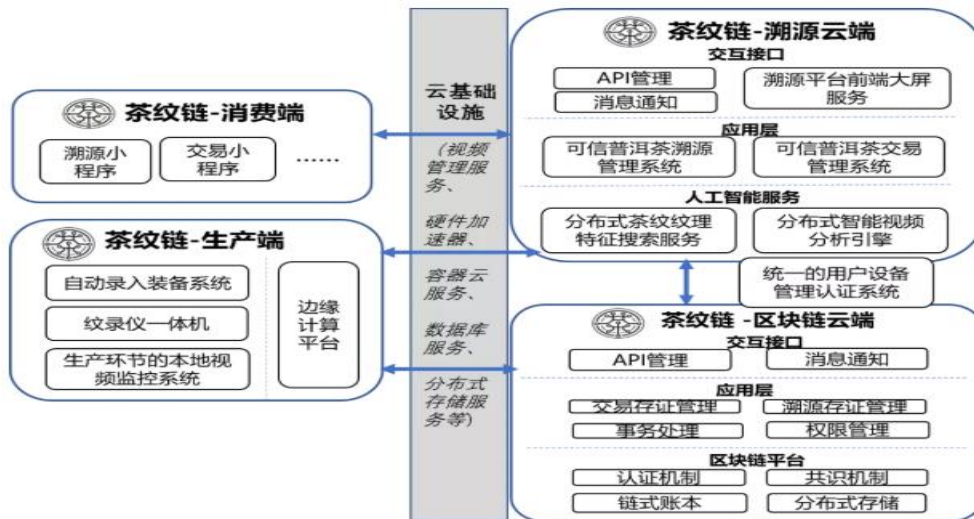 茶纹链-消费端
溯源小
程序
交易小
程序
……
茶纹链-生产端
自动录入装备系统
纹录仪一体机
生产环节的本地视
频监控系统
边缘
计算
平台
云基础
设施
（视频
管理服
务、
硬件加
速器、
容器云
服务、
数据库
服务、
分布式
存储服
务等）
茶纹链-溯源云端
交互接口
API管理
消息通知
溯源平台前端大屏
服务
应用层
可信普洱茶溯源
管理系统
可信普洱茶交易
管理系统
人工智能服务
分布式茶纹纹理
特征搜索服务
分布式智能视频
分析引擎
统一的用户设备
管理认证系统
茶纹链 -区块链云端
交互接口
API管理
消息通知
应用层
交易存证管理
溯源存证管理
事务处理
权限管理
区块链平台
认证机制
共识机制
链式账本
分布式存储